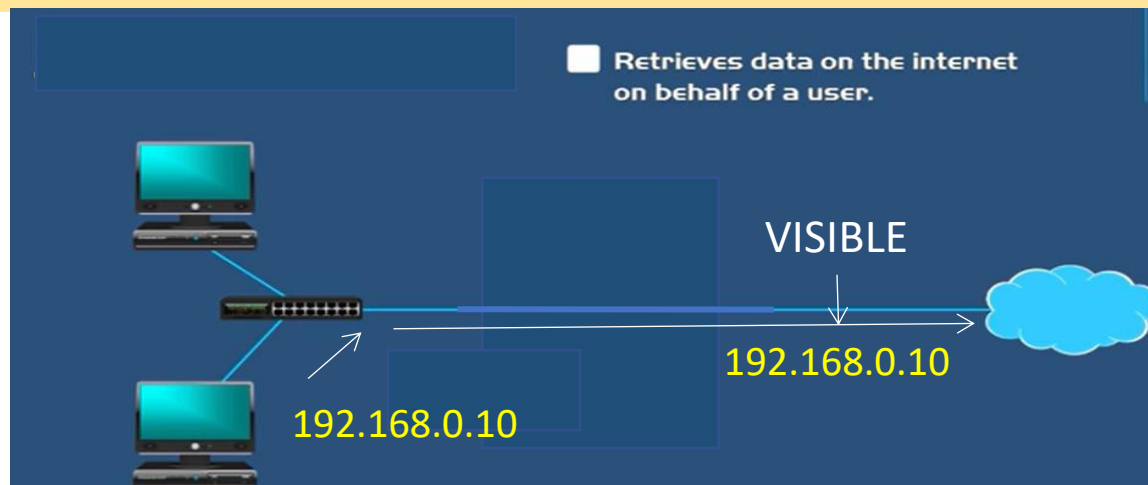 Retrieves data on the internet
on behalf of a user.
VISIBLE
192.168.0.10
192.168.0.10